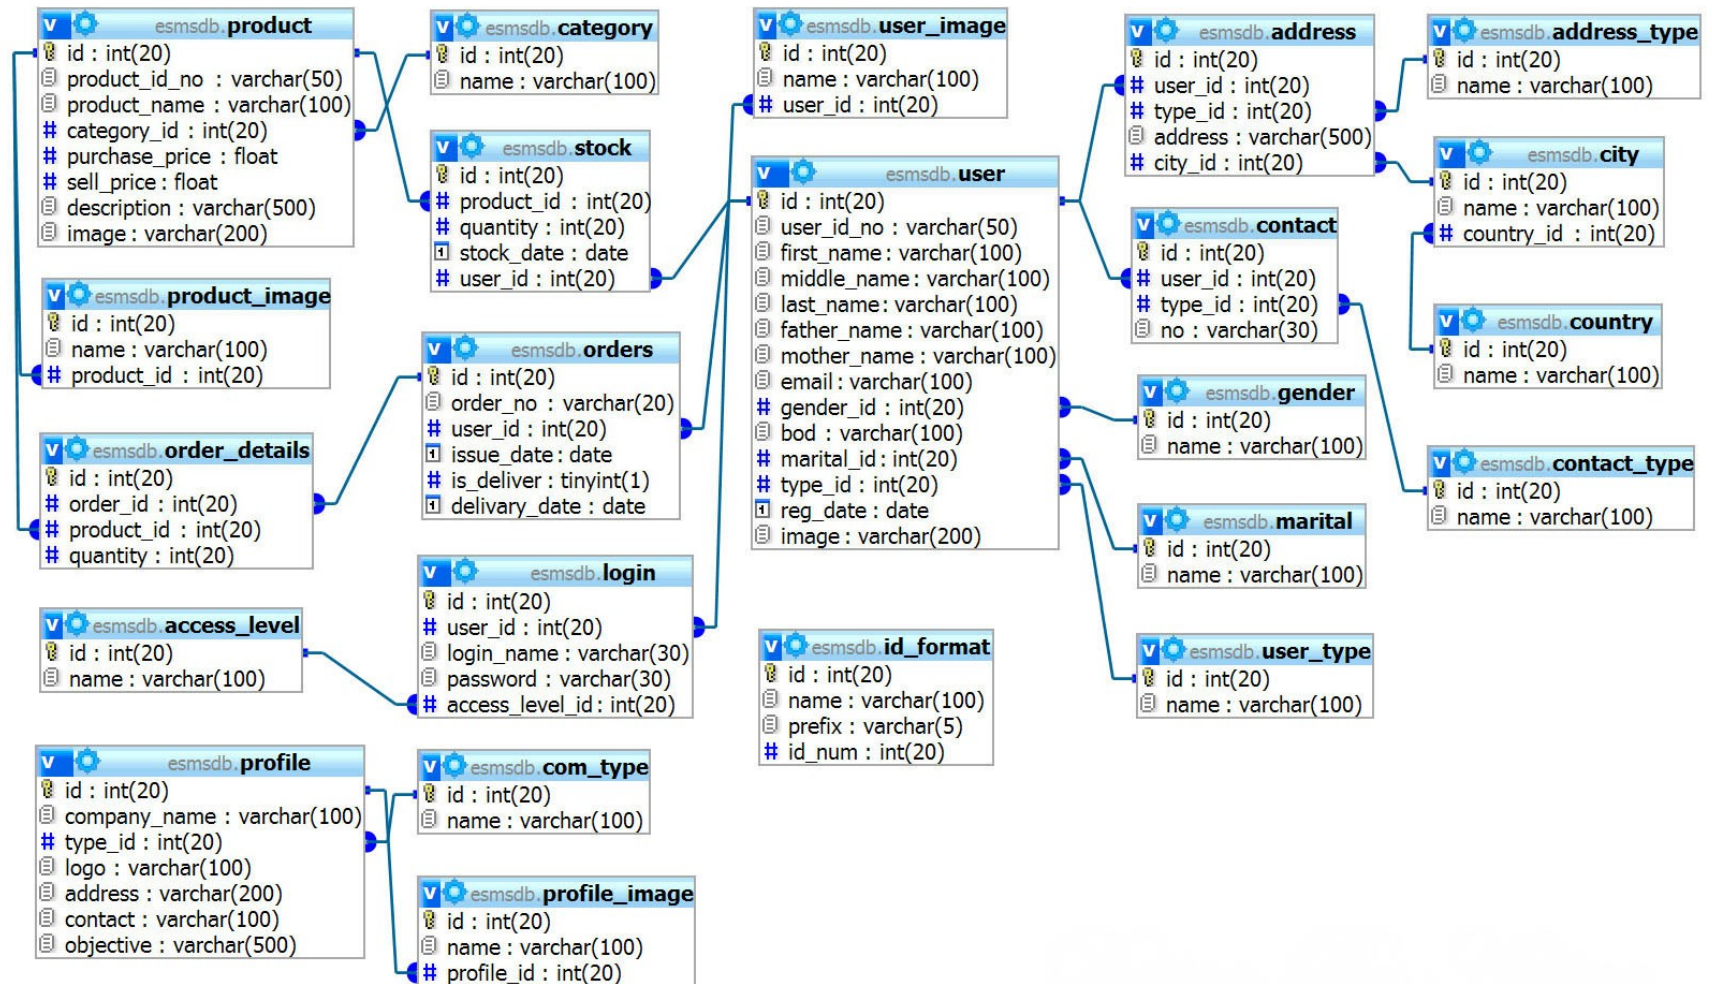 esmsdb.product
id : int(20)
product_id_no : varchar(50)
product_name : varchar(100)
category_id : int(20)
purchase_price : float
sell_price : float
description : varchar(500)
image : varchar(200)
esmsdb.category
id : int(20)
name : varchar(100)
esmsdb.stock
id : int(20)
product_id : int(20)
quantity : int(20)
stock_date : date
user_id : int(20)
esmsdb.product_image
id : int(20)
name : varchar(100)
product_id : int(20)
esmsdb.orders
id : int(20)
order_no : varchar(20)
user_id : int(20)
issue_date : date
is_deliver : tinyint(1)
delivary_date : date
esmsdb.order_details
id : int(20)
order_id : int(20)
product_id : int(20)
quantity : int(20)
esmsdb.login
id : int(20)
user_id : int(20)
login_name : varchar(30)
password : varchar(30)
access_level_id : int(20)
esmsdb.access_level
id : int(20)
name : varchar(100)
esmsdb.profile
id : int(20)
company_name : varchar(100)
type_id : int(20)
logo : varchar(100)
address : varchar(200)
contact : varchar(100)
objective : varchar(500)
esmsdb.com_type
id : int(20)
name : varchar(100)
esmsdb.profile_image
id : int(20)
name : varchar(100)
profile_id : int(20)
esmsdb.user_image
id : int(20)
name : varchar(100)
user_id : int(20)
esmsdb.user
id : int(20)
user_id_no : varchar(50)
first_name : varchar(100)
middle_name : varchar(100)
last_name : varchar(100)
father_name : varchar(100)
mother_name : varchar(100)
email : varchar(100)
gender_id : int(20)
bod : varchar(100)
marital_id : int(20)
type_id : int(20)
reg_date : date
image : varchar(200)
esmsdb.id_format
id : int(20)
name : varchar(100)
prefix : varchar(5)
id_num : int(20)
esmsdb.address
id : int(20)
user_id : int(20)
type_id : int(20)
address : varchar(500)
city_id : int(20)
esmsdb.address_type
id : int(20)
name : varchar(100)
esmsdb.city
id : int(20)
name : varchar(100)
country_id : int(20)
esmsdb.contact
id : int(20)
user_id : int(20)
type_id : int(20)
no : varchar(30)
esmsdb.country
id : int(20)
name : varchar(100)
esmsdb.gender
id : int(20)
name : varchar(100)
esmsdb.contact_type
id : int(20)
name : varchar(100)
esmsdb.marital
id : int(20)
name : varchar(100)
esmsdb.user_type
id : int(20)
name : varchar(100)